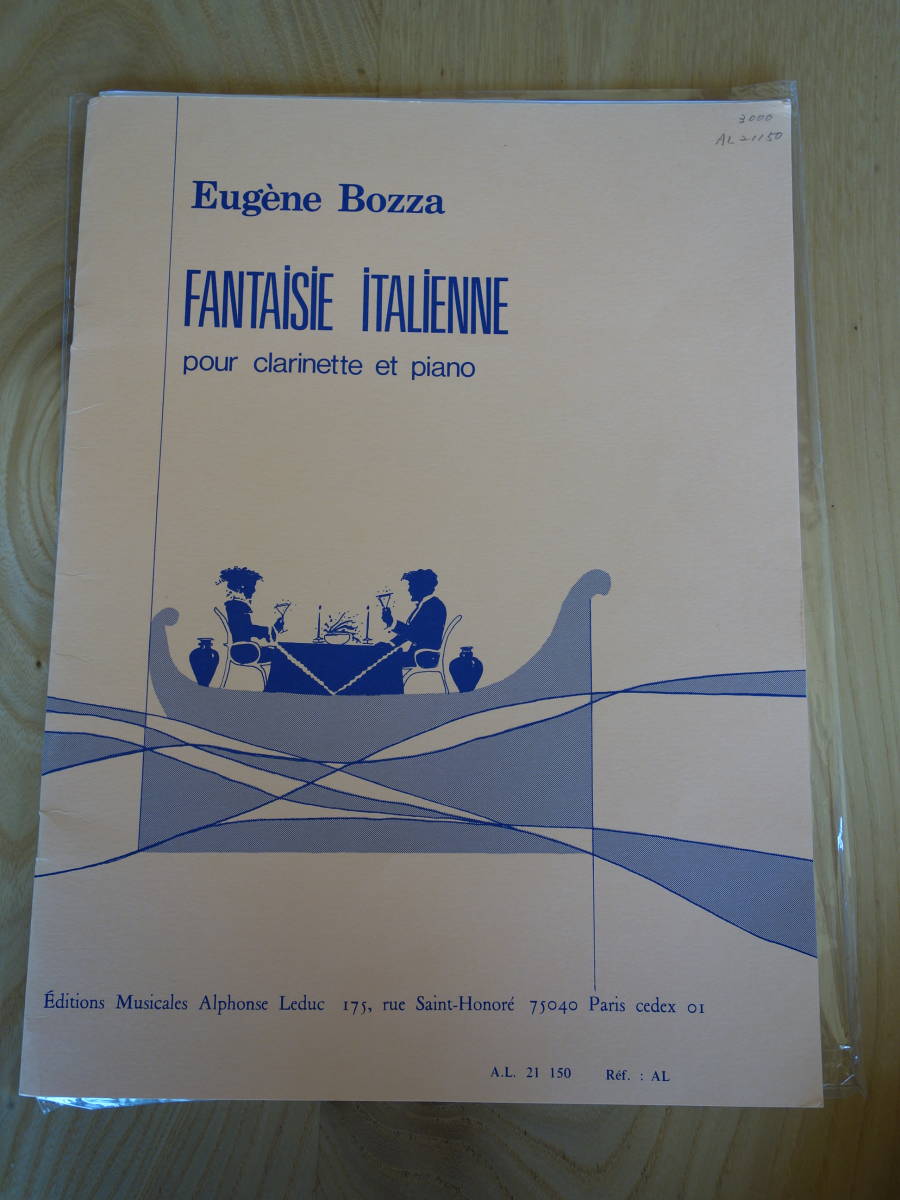 3000
AL 21150
Eugène Bozza
FANTAISIE ITALIENNE
pour clarinette et piano
Éditions Musicales Alphonse Leduc 175, rue Saint-Honoré 75040 Paris cedex 01
A.L. 21 150 Réf. : AL